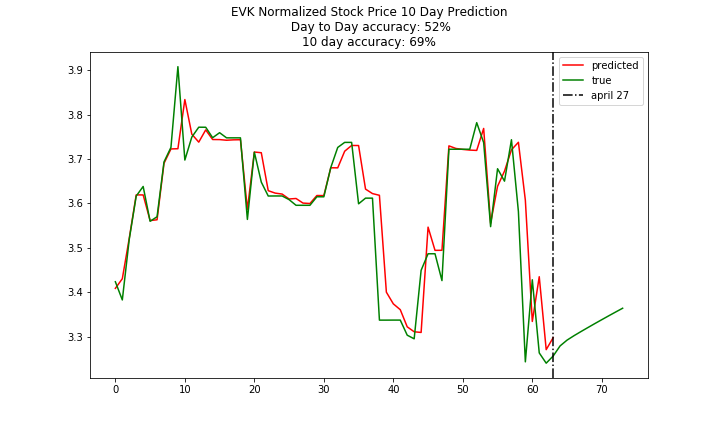 EVK Normalized Stock Price 10 Day Prediction
Day to Day accuracy: 52%
10 day accuracy: 69%
predicted
true
april 27
3.9
3.8
3.7
3.6
3.5
3.4
3.3
0 10 20 30 40 50 60 70